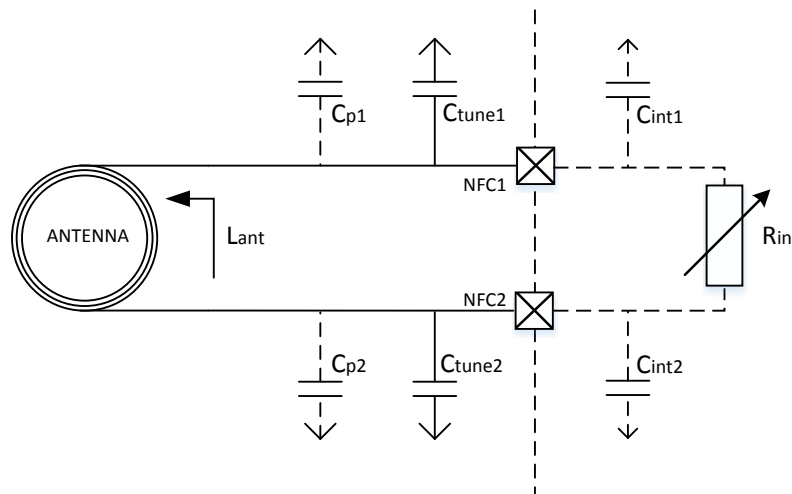 Cp1
Ctune1
Cint1
NFC1
ANTENNA
Lant
Rin
NFC2
Cp2
Ctune2
Cint2